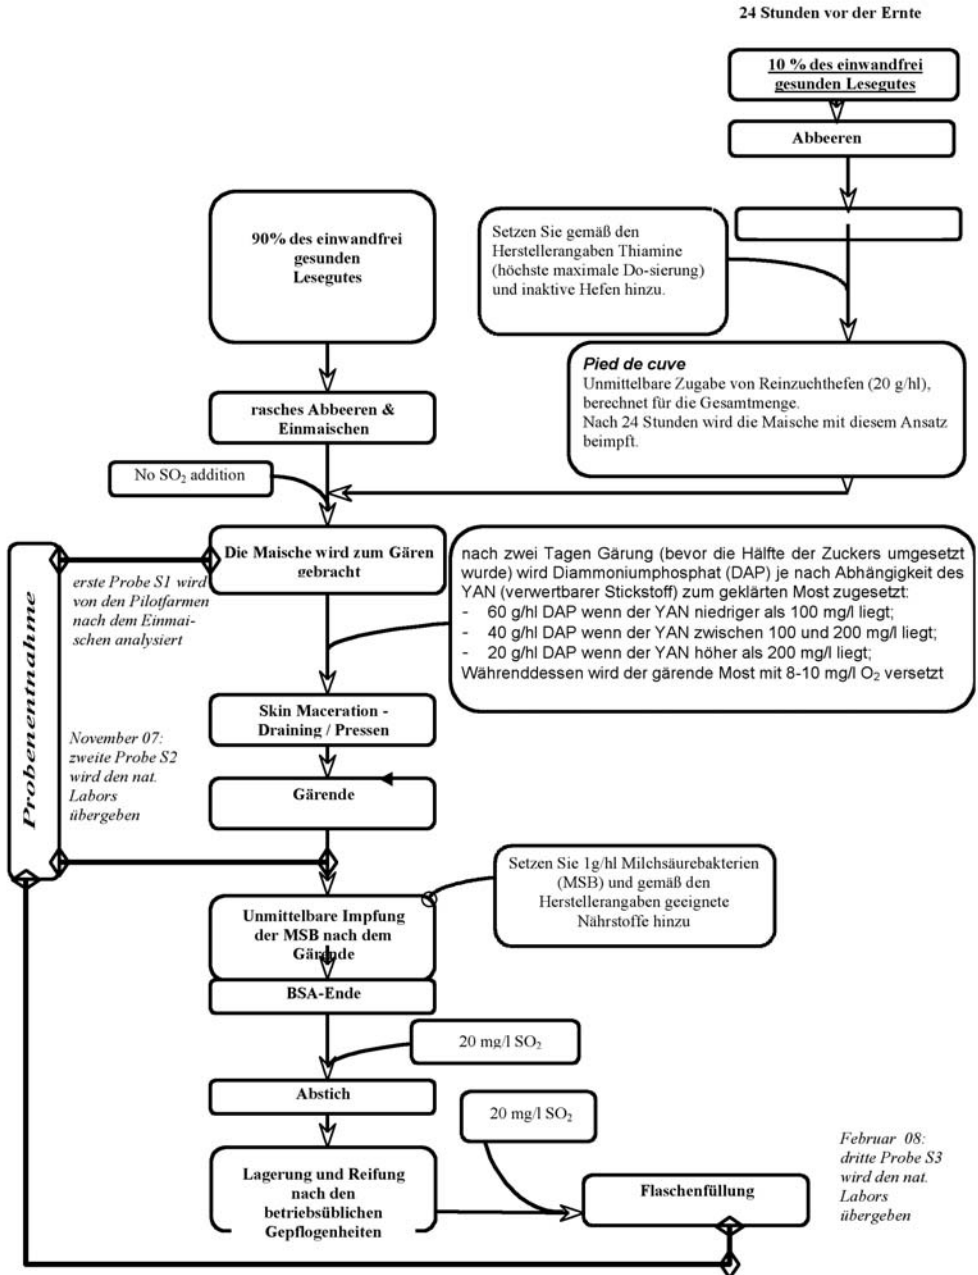 24 Stunden vor der Ernte
10 % des einwandfrei
gesunden Lesegutes
Abbeeren
90% des einwandfrei
gesunden
Lesegutes
Setzen Sie gemäß den
Herstellerangaben Thiamine
(höchste maximale Do-sierung)
und inaktive Hefen hinzu.
Pied de cuve
Unmittelbare Zugabe von Reinzuchthefen (20 g/hl),
berechnet für die Gesamtmenge.
Nach 24 Stunden wird die Maische mit diesem Ansatz
beimpft.
rasches Abbeeren &
Einmaischen
No SO₂ addition
Die Maische wird zum Gären
gebracht
nach zwei Tagen Gärung (bevor die Hälfte der Zuckers umgesetzt
wurde) wird Diammoniumphosphat (DAP) je nach Abhängigkeit des
YAN (verwertbarer Stickstoff) zum geklärten Most zugesetzt:
- 60 g/hl DAP wenn der YAN niedriger als 100 mg/l liegt;
- 40 g/hl DAP wenn der YAN zwischen 100 und 200 mg/l liegt;
- 20 g/hl DAP wenn der YAN höher als 200 mg/l liegt;
Währenddessen wird der gärende Most mit 8-10 mg/l O₂ versetzt
Probenentnahme
erste Probe S1 wird
von den Pilotfarmen
nach dem Einmai-
schen analysiert
Skin Maceration -
Draining / Pressen
November 07:
zweite Probe S2
wird den nat.
Labors
übergeben
Gärende
Setzen Sie 1g/hl Milchsäurebakterien
(MSB) und gemäß den
Herstellerangaben geeignete
Nährstoffe hinzu
Unmittelbare Impfung
der MSB nach dem
Gärende
BSA-Ende
20 mg/l SO₂
Abstich
20 mg/l SO₂
Lagerung und Reifung
nach den
betriebsüblichen
Gepflogenheiten
Flaschenfüllung
Februar 08:
dritte Probe S3
wird den nat.
Labors
übergeben